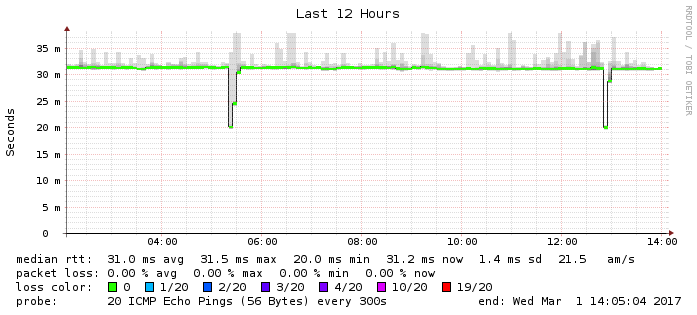 Last 12 Hours
RRDTOOL / TOBI OETIKER
Seconds
35 m
30 m
25 m
20 m
15 m
10 m
5 m
0
04:00 06:00 08:00 10:00 12:00 14:00
median rtt: 31.0 ms avg 31.5 ms max 20.0 ms min 31.2 ms now 1.4 ms sd 21.5 am/s
packet loss: 0.00 % avg 0.00 % max 0.00 % min 0.00 % now
loss color: 0 1/20 2/20 3/20 4/20 10/20 19/20
probe: 20 ICMP Echo Pings (56 Bytes) every 300s end: Wed Mar 1 14:05:04 2017